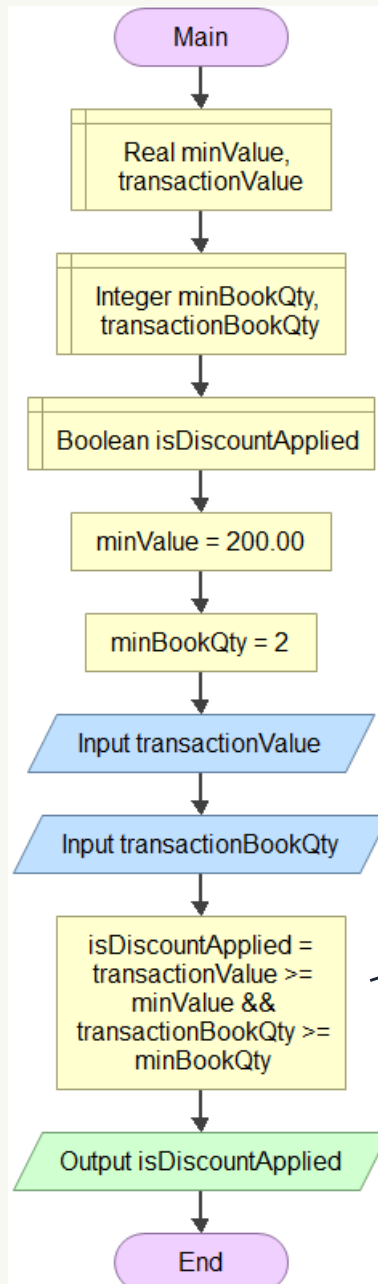 Main
Real minValue,
transactionValue
Integer minBookQty,
transactionBookQty
Boolean isDiscountApplied
minValue = 200.00
minBookQty = 2
Input transactionValue
Input transactionBookQty
isDiscountApplied =
transactionValue >=
minValue &&
transactionBookQty >=
minBookQty
Output isDiscountApplied
End